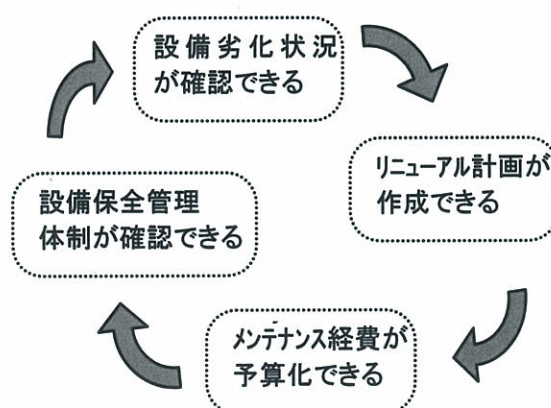 設備劣化状況
が確認できる
リニューアル計画が
作成できる
メンテナンス経費が
予算化できる
設備保全管理
体制が確認できる